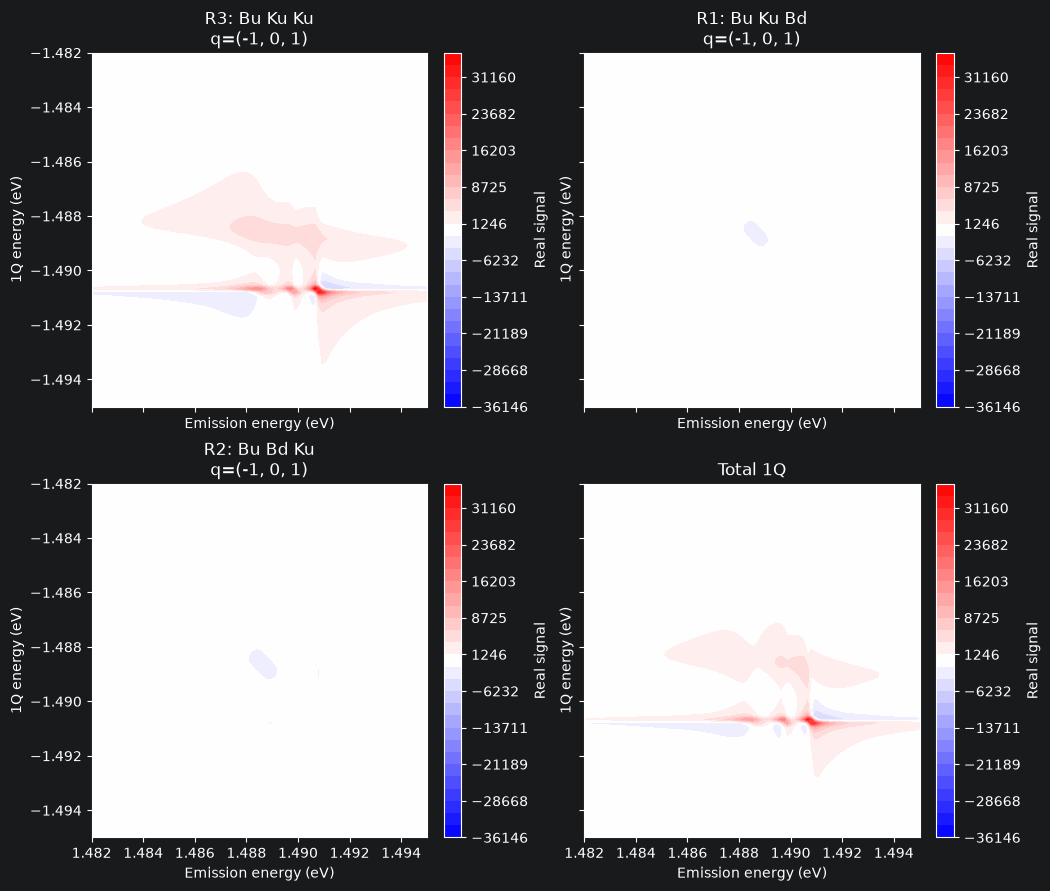 R3: Bu Ku Ku
q=(-1, 0, 1)
−1.482
−1.484
−1.486
−1.488
−1.490
−1.492
−1.494
1Q energy (eV)
Emission energy (eV)
31160
23682
16203
8725
1246
−6232
−13711
−21189
−28668
−36146
Real signal
R1: Bu Ku Bd
q=(-1, 0, 1)
1Q energy (eV)
Emission energy (eV)
31160
23682
16203
8725
1246
−6232
−13711
−21189
−28668
−36146
Real signal
R2: Bu Bd Ku
q=(-1, 0, 1)
−1.482
−1.484
−1.486
−1.488
−1.490
−1.492
−1.494
1Q energy (eV)
1.482 1.484 1.486 1.488 1.490 1.492 1.494
Emission energy (eV)
31160
23682
16203
8725
1246
−6232
−13711
−21189
−28668
−36146
Real signal
Total 1Q
1Q energy (eV)
1.482 1.484 1.486 1.488 1.490 1.492 1.494
Emission energy (eV)
31160
23682
16203
8725
1246
−6232
−13711
−21189
−28668
−36146
Real signal